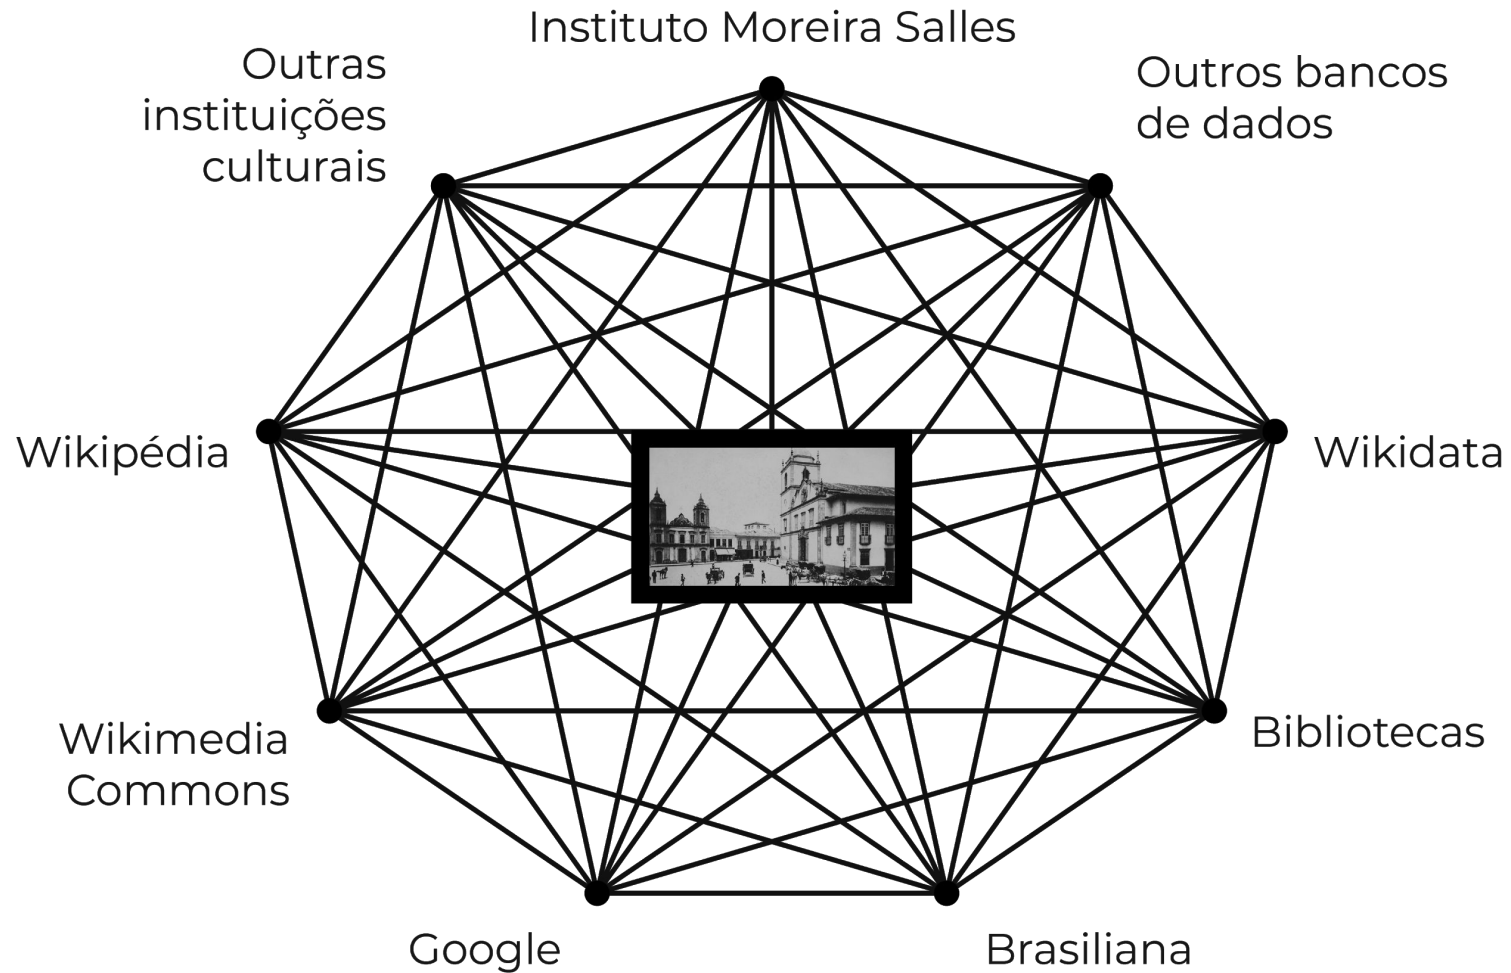 Instituto Moreira Salles
Outras
instituições
culturais
Outros bancos
de dados
Wikipédia
Wikidata
Wikimedia
Commons
Bibliotecas
Google
Brasiliana